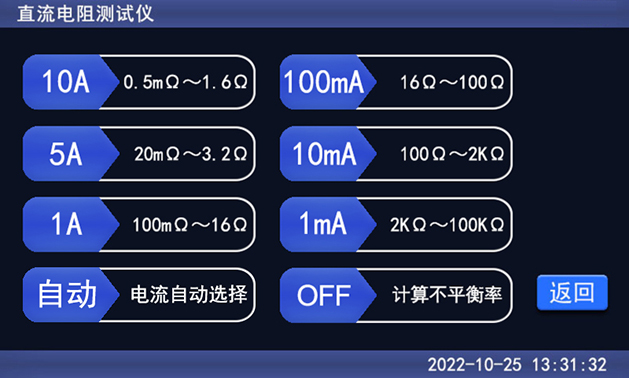 直流电阻测试仪
10A 0.5mΩ～1.6Ω
100mA 16Ω～100Ω
5A 20mΩ～3.2Ω
10mA 100Ω～2KΩ
1A 100mΩ～16Ω
1mA 2KΩ～100KΩ
自动 电流自动选择
OFF 计算不平衡率
返回
2022-10-25 13:31:32